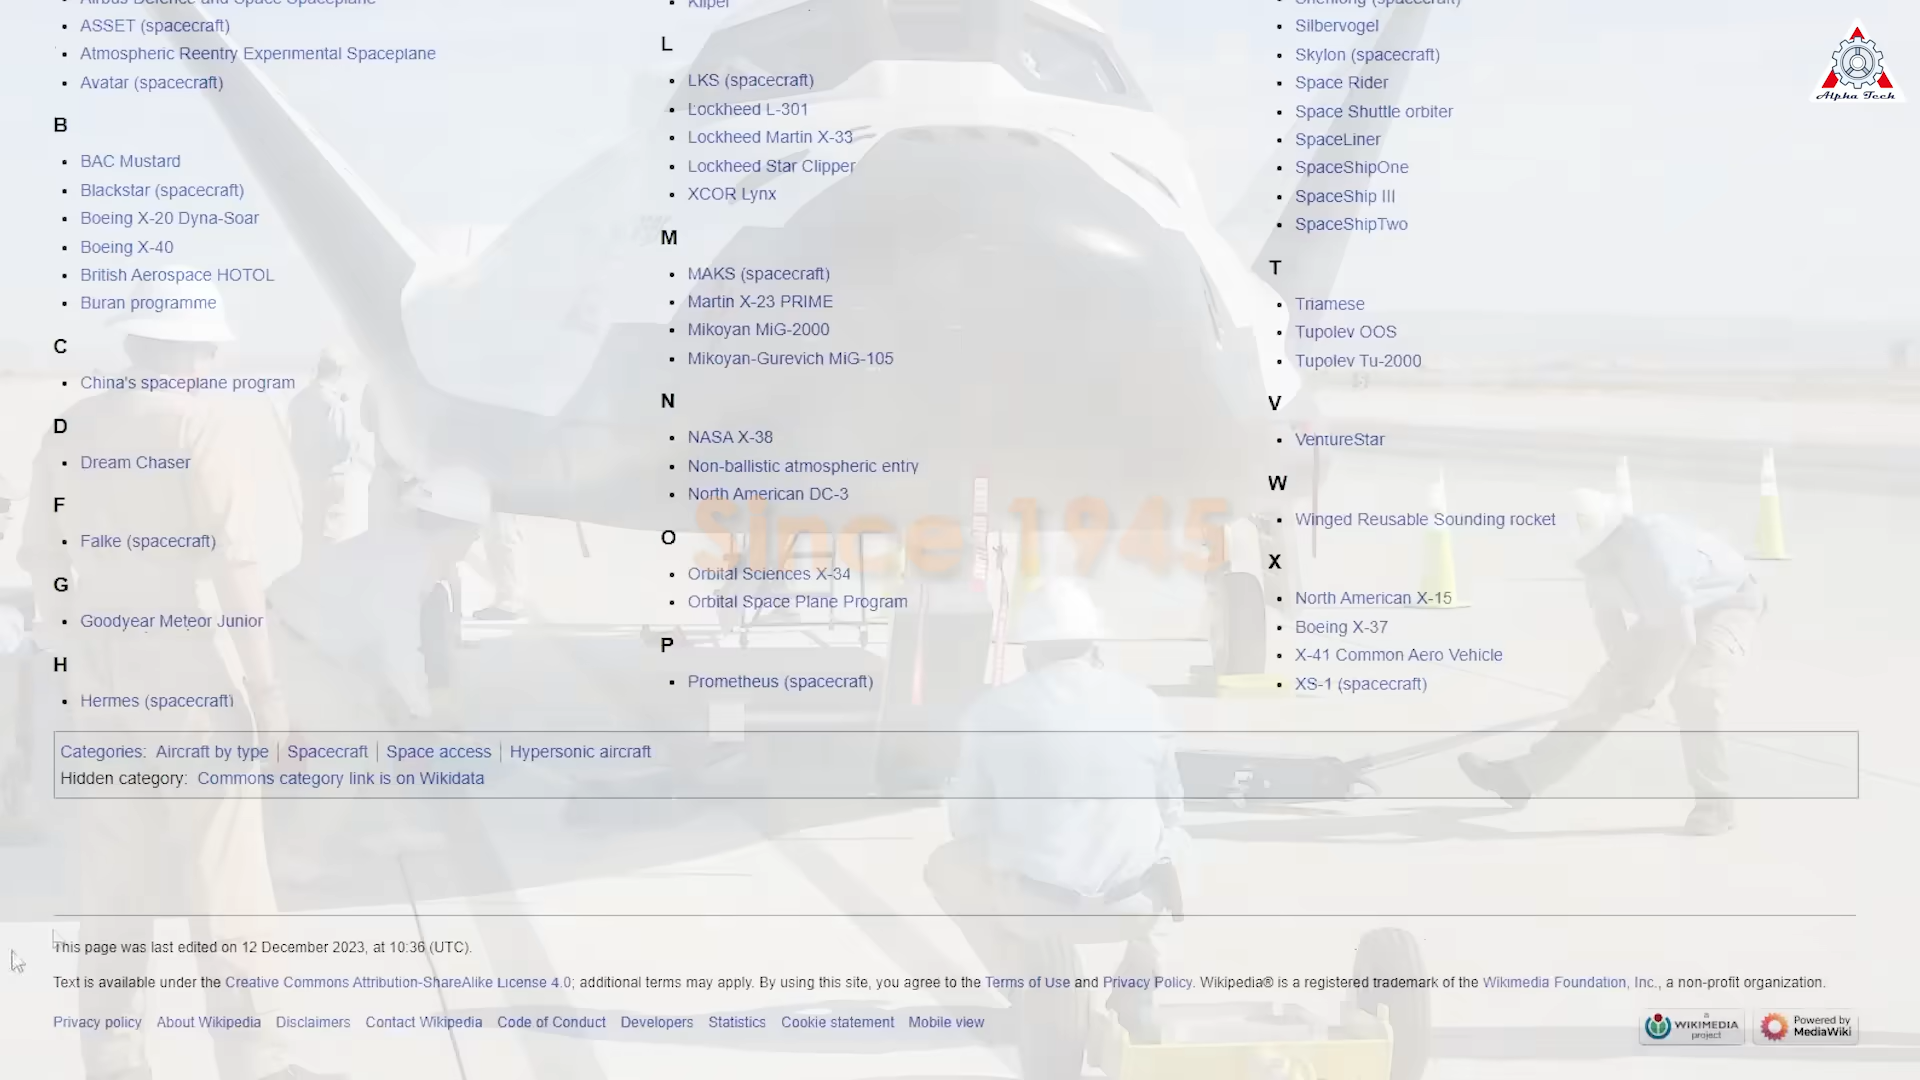 Airbus Defence and Space Spaceplane
ASSET (spacecraft)
Atmospheric Reentry Experimental Spaceplane
Avatar (spacecraft)
B
BAC Mustard
Blackstar (spacecraft)
Boeing X-20 Dyna-Soar
Boeing X-40
British Aerospace HOTOL
Buran programme
C
China's spaceplane program
D
Dream Chaser
F
Falke (spacecraft)
G
Goodyear Meteor Junior
H
Hermes (spacecraft)
Kliper
L
LKS (spacecraft)
Lockheed L-301
Lockheed Martin X-33
Lockheed Star Clipper
XCOR Lynx
M
MAKS (spacecraft)
Martin X-23 PRIME
Mikoyan MiG-2000
Mikoyan-Gurevich MiG-105
N
NASA X-38
Non-ballistic atmospheric entry
North American DC-3
O
Orbital Sciences X-34
Orbital Space Plane Program
P
Prometheus (spacecraft)
Shenlong (spacecraft)
Silbervogel
Skylon (spacecraft)
Space Rider
Space Shuttle orbiter
SpaceLiner
SpaceShipOne
SpaceShip III
SpaceShipTwo
T
Triamese
Tupolev OOS
Tupolev Tu-2000
V
VentureStar
W
Winged Reusable Sounding rocket
X
North American X-15
Boeing X-37
X-41 Common Aero Vehicle
XS-1 (spacecraft)
Since 1945
Alpha Tech
Categories: Aircraft by type | Spacecraft | Space access | Hypersonic aircraft
Hidden category: Commons category link is on Wikidata
This page was last edited on 12 December 2023, at 10:36 (UTC).
Text is available under the Creative Commons Attribution-ShareAlike License 4.0; additional terms may apply. By using this site, you agree to the Terms of Use and Privacy Policy. Wikipedia® is a registered trademark of the Wikimedia Foundation, Inc., a non-profit organization.
Privacy policy About Wikipedia Disclaimers Contact Wikipedia Code of Conduct Developers Statistics Cookie statement Mobile view
a
WIKIMEDIA
project
Powered by
MediaWiki